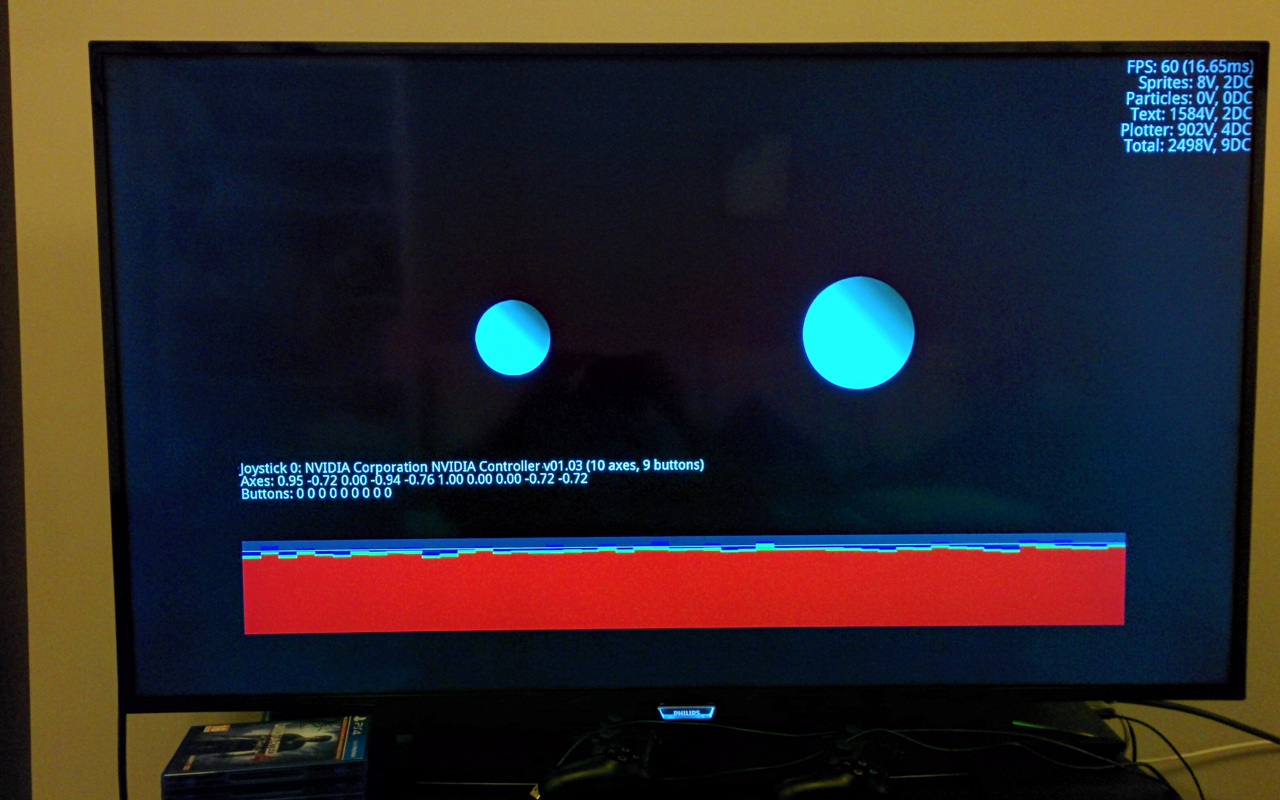 FPS: 60 (16.65ms)
Sprites: 8V, 2DC
Particles: 0V, 0DC
Text: 1584V, 2DC
Plotter: 902V, 4DC
Total: 2498V, 9DC
Joystick 0: NVIDIA Corporation NVIDIA Controller v01.03 (10 axes, 9 buttons)
Axes: 0.95 -0.72 0.00 -0.94 -0.76 1.00 0.00 0.00 -0.72 -0.72
Buttons: 0 0 0 0 0 0 0 0 0
PHILIPS
PS4